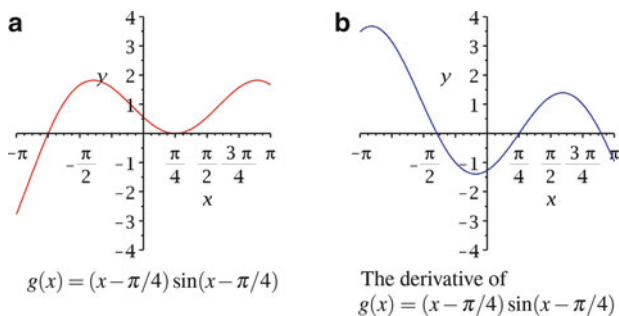 a
4
3
2
y
1
−π
−π/2
−1
π/4
π/2
3π/4
π
x
−2
−3
−4
g(x) = (x−π/4) sin(x−π/4)
b
4
3
2
y
1
−π
−π/2
−1
π/4
π/2
3π/4
π
x
−2
−3
−4
The derivative of
g(x) = (x−π/4) sin(x−π/4)